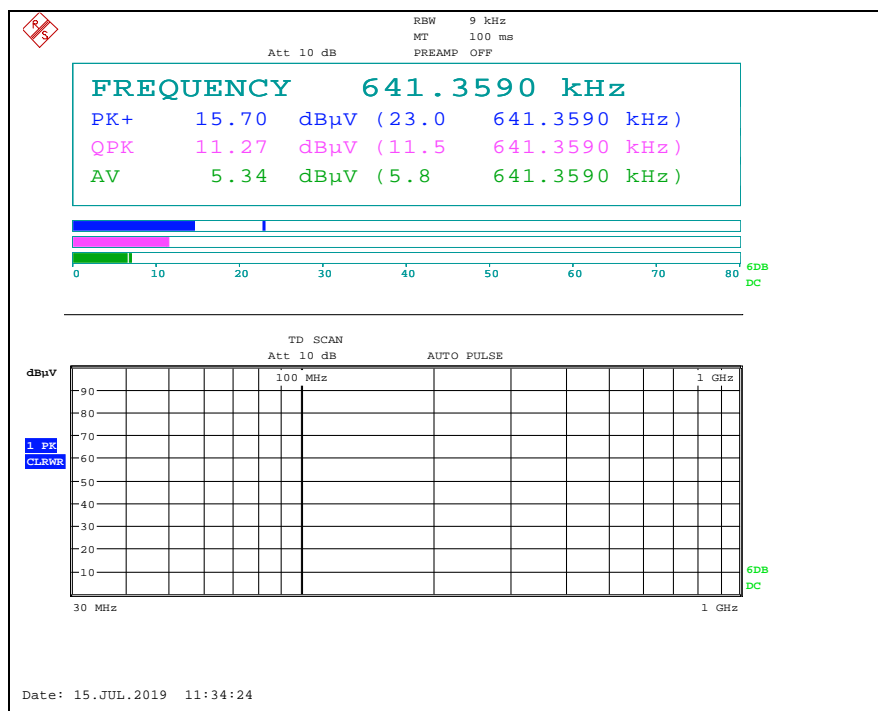 R S
RBW 9 kHz
MT 100 ms
Att 10 dB PREAMP OFF
FREQUENCY 641.3590 kHz
PK+ 15.70 dBµV (23.0 641.3590 kHz)
QPK 11.27 dBµV (11.5 641.3590 kHz)
AV 5.34 dBµV (5.8 641.3590 kHz)
0 10 20 30 40 50 60 70 80
6DB
DC
TD SCAN
Att 10 dB AUTO PULSE
dBµV
100 MHz 1 GHz
90
80
70
1 PK
CLRWR
60
50
40
30
20
10
6DB
DC
30 MHz 1 GHz
Date: 15.JUL.2019 11:34:24